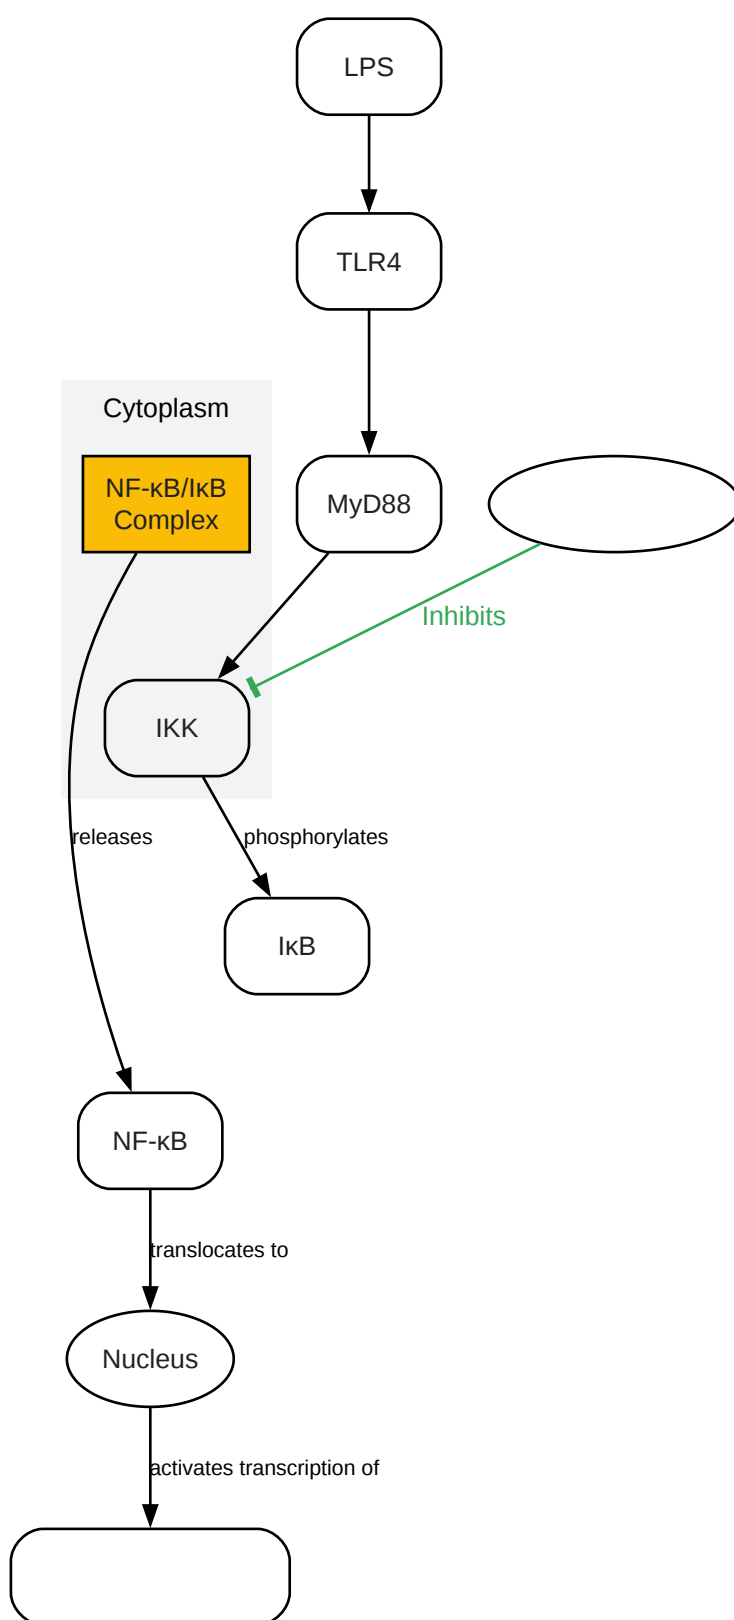 LPS
TLR4
Cytoplasm
NF-κB/IκB
Complex
MyD88
Inhibits
IKK
releases
phosphorylates
IκB
NF-κB
translocates to
Nucleus
activates transcription of